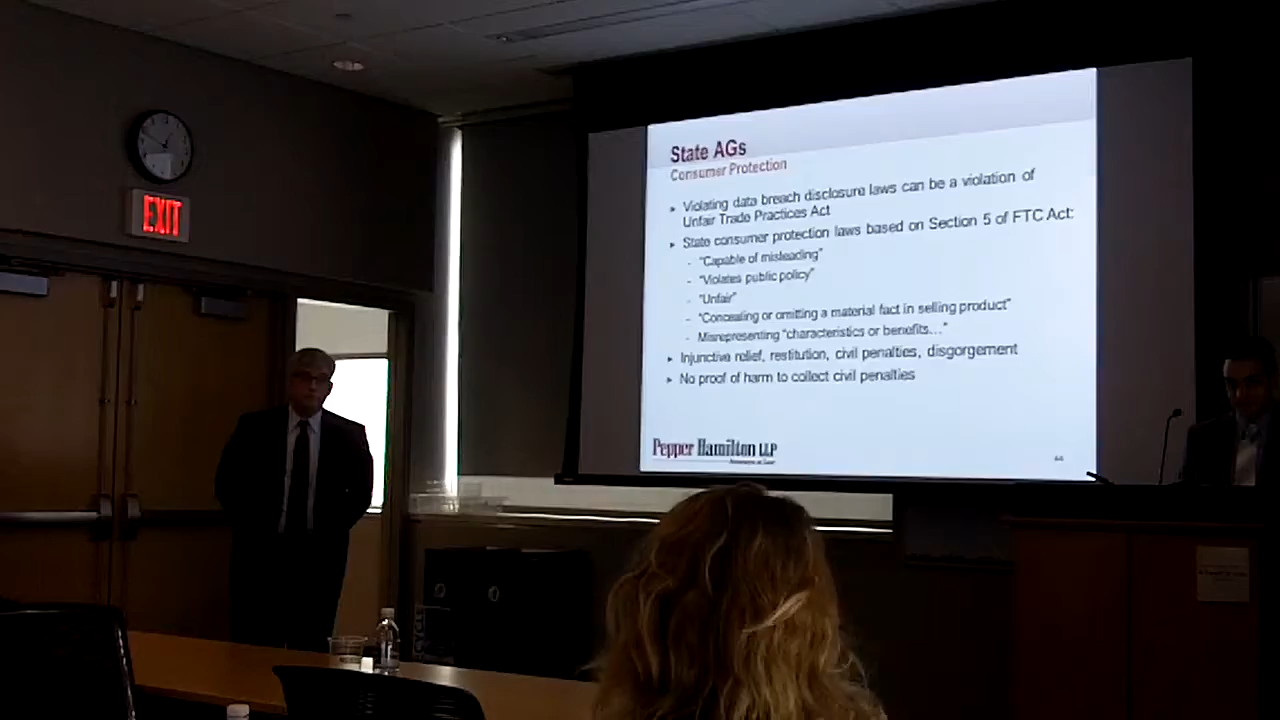 EXIT
State AGs
Consumer Protection
Violating data breach disclosure laws can be a violation of
Unfair Trade Practices Act
State consumer protection laws based on Section 5 of FTC Act:
- "Capable of misleading"
- "Violates public policy"
- "Unfair"
- "Concealing or omitting a material fact in selling product"
- Misrepresenting "characteristics or benefits…"
Injunctive relief, restitution, civil penalties, disgorgement
No proof of harm to collect civil penalties
Pepper Hamilton LLP
Attorneys at Law